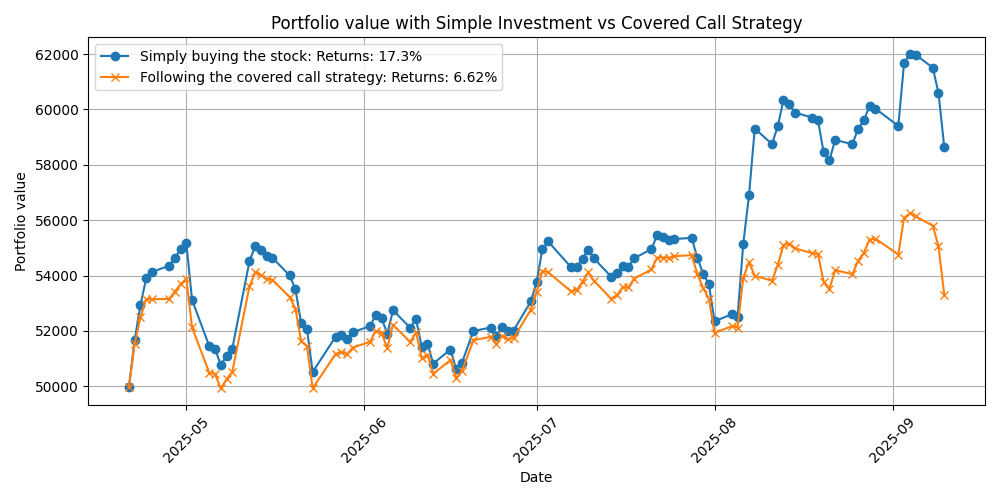 Portfolio value with Simple Investment vs Covered Call Strategy
Simply buying the stock: Returns: 17.3%
Following the covered call strategy: Returns: 6.62%
Portfolio value
62000
60000
58000
56000
54000
52000
50000
2025-05
2025-06
2025-07
2025-08
2025-09
Date